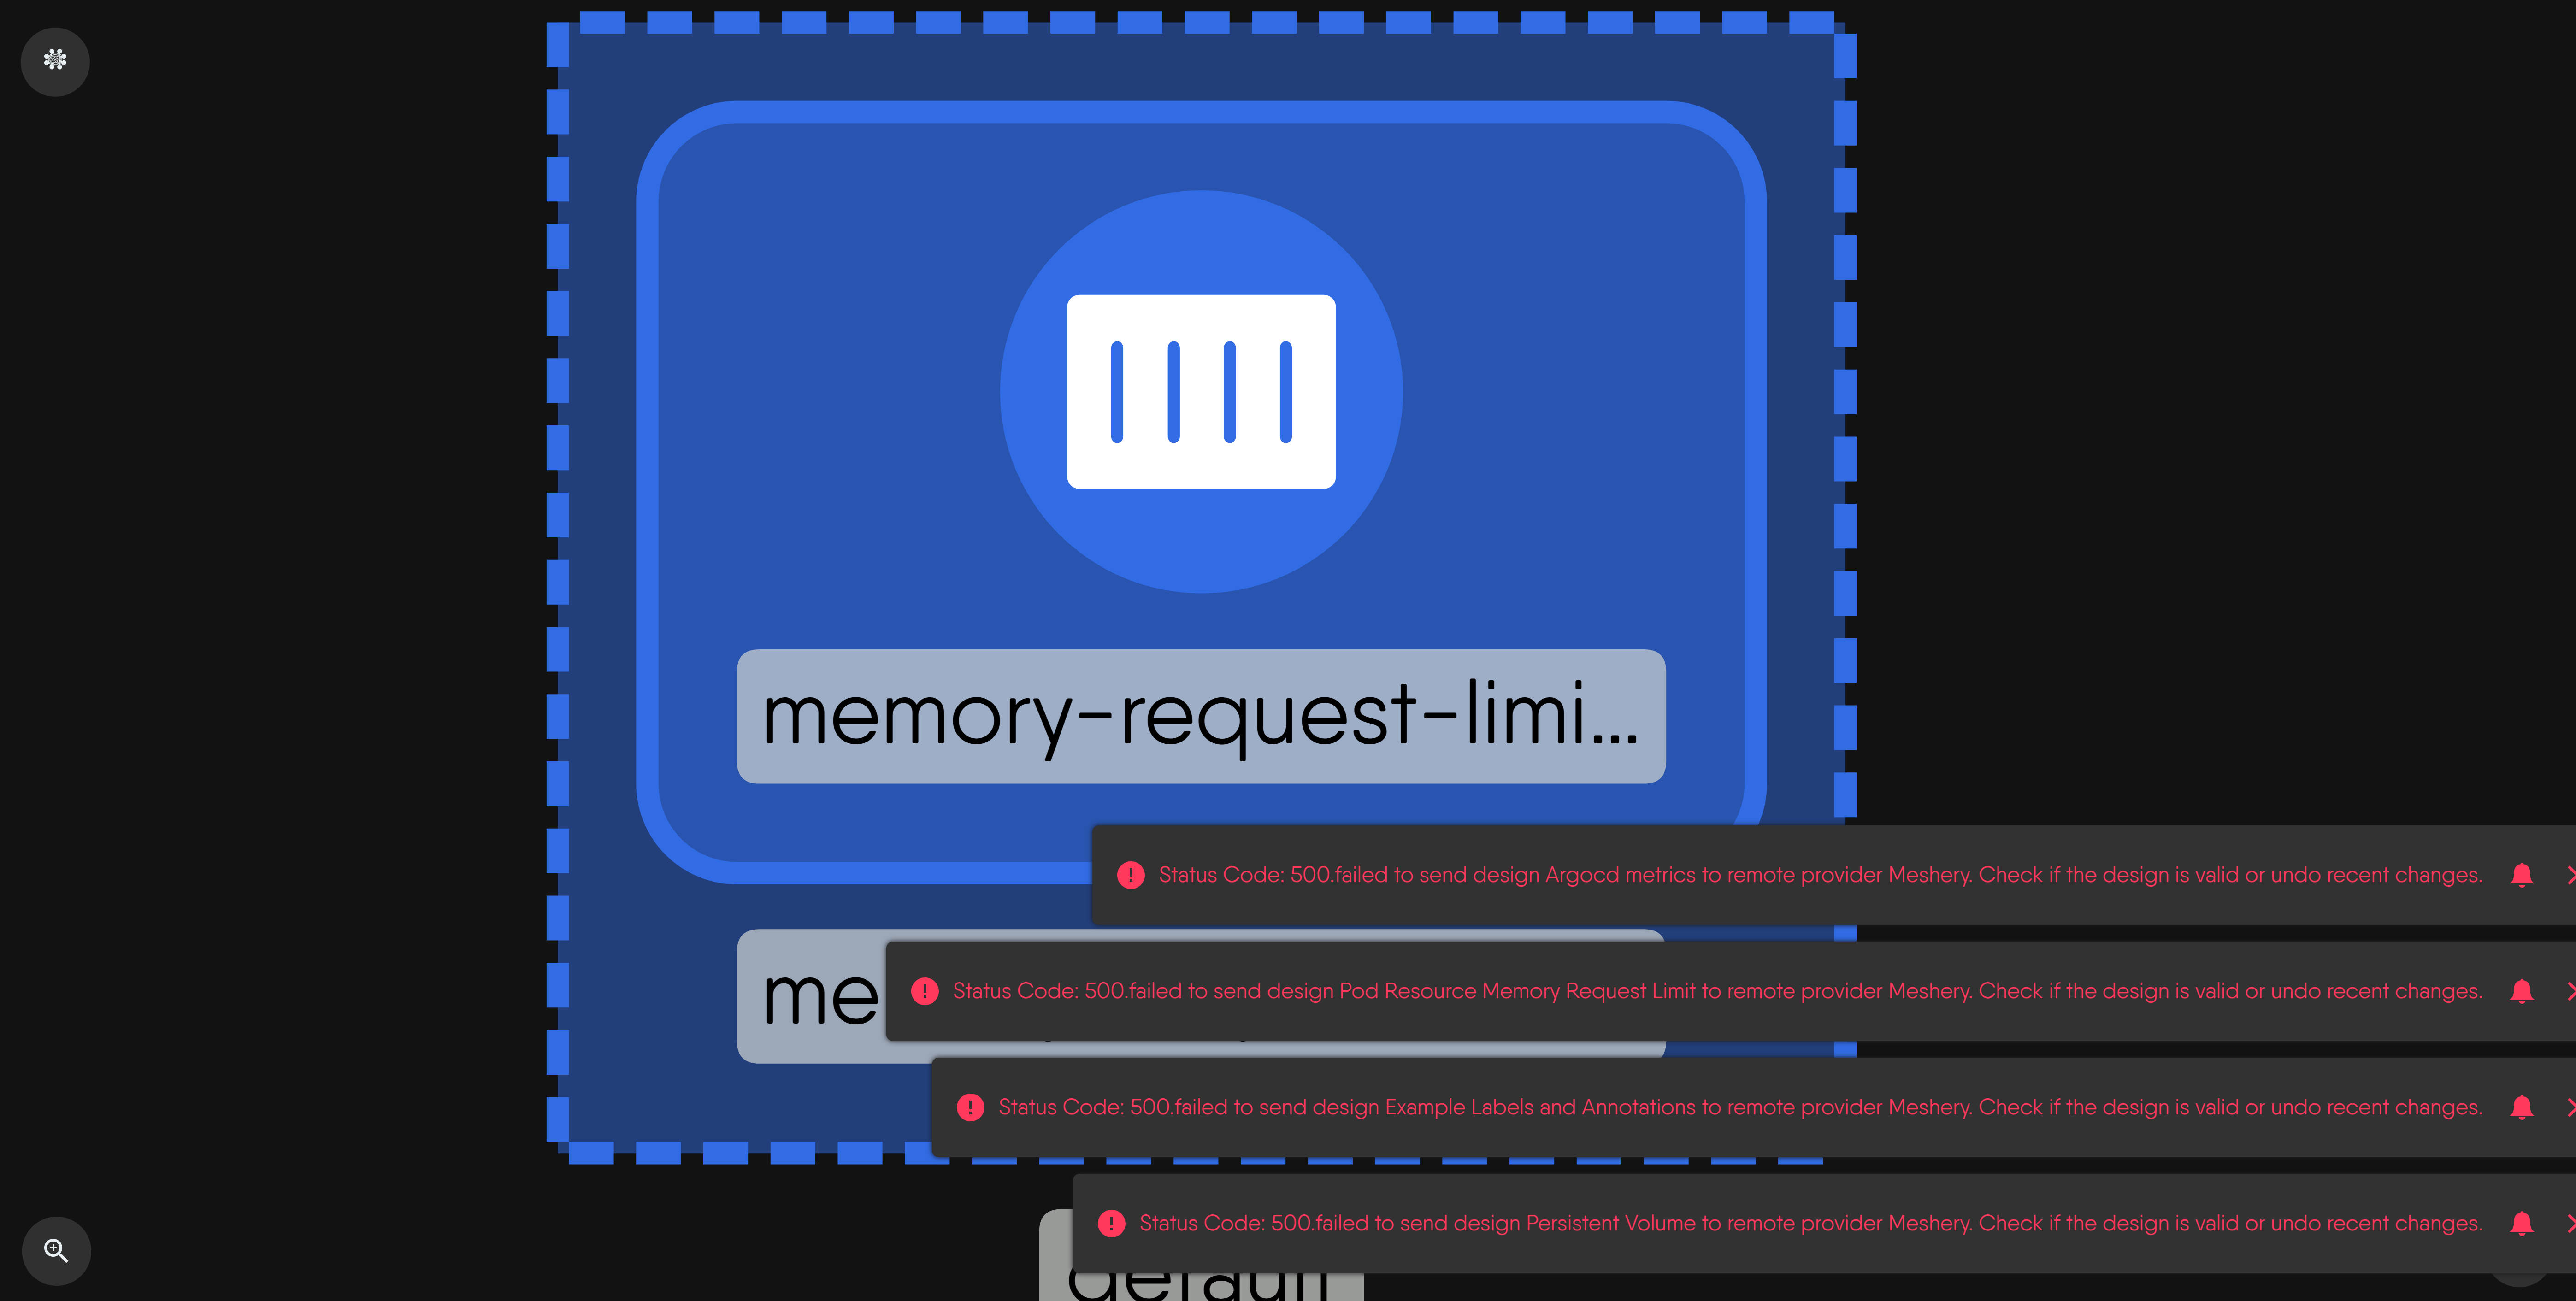 memory-request-limi...
Status Code: 500.failed to send design Argocd metrics to remote provider Meshery. Check if the design is valid or undo recent changes.
me
Status Code: 500.failed to send design Pod Resource Memory Request Limit to remote provider Meshery. Check if the design is valid or undo recent changes.
Status Code: 500.failed to send design Example Labels and Annotations to remote provider Meshery. Check if the design is valid or undo recent changes.
Status Code: 500.failed to send design Persistent Volume to remote provider Meshery. Check if the design is valid or undo recent changes.
default